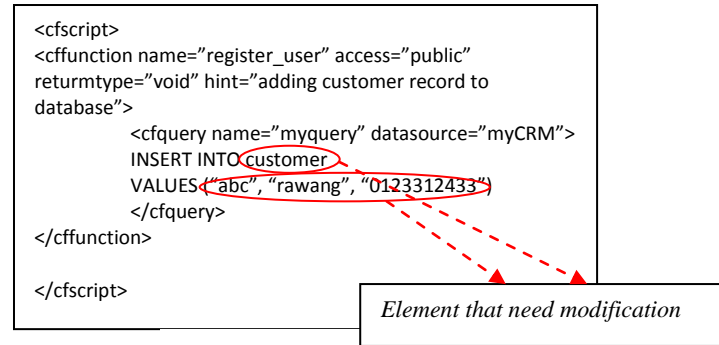 <cfscript>
<cffunction name=”register_user” access=”public”
returmtype=”void” hint=”adding customer record to
database”>
<cfquery name=”myquery” datasource=”myCRM”>
INSERT INTO customer
VALUES (“abc”, “rawang”, “0123312433”)
</cfquery>
</cffunction>
</cfscript>
Element that need modification